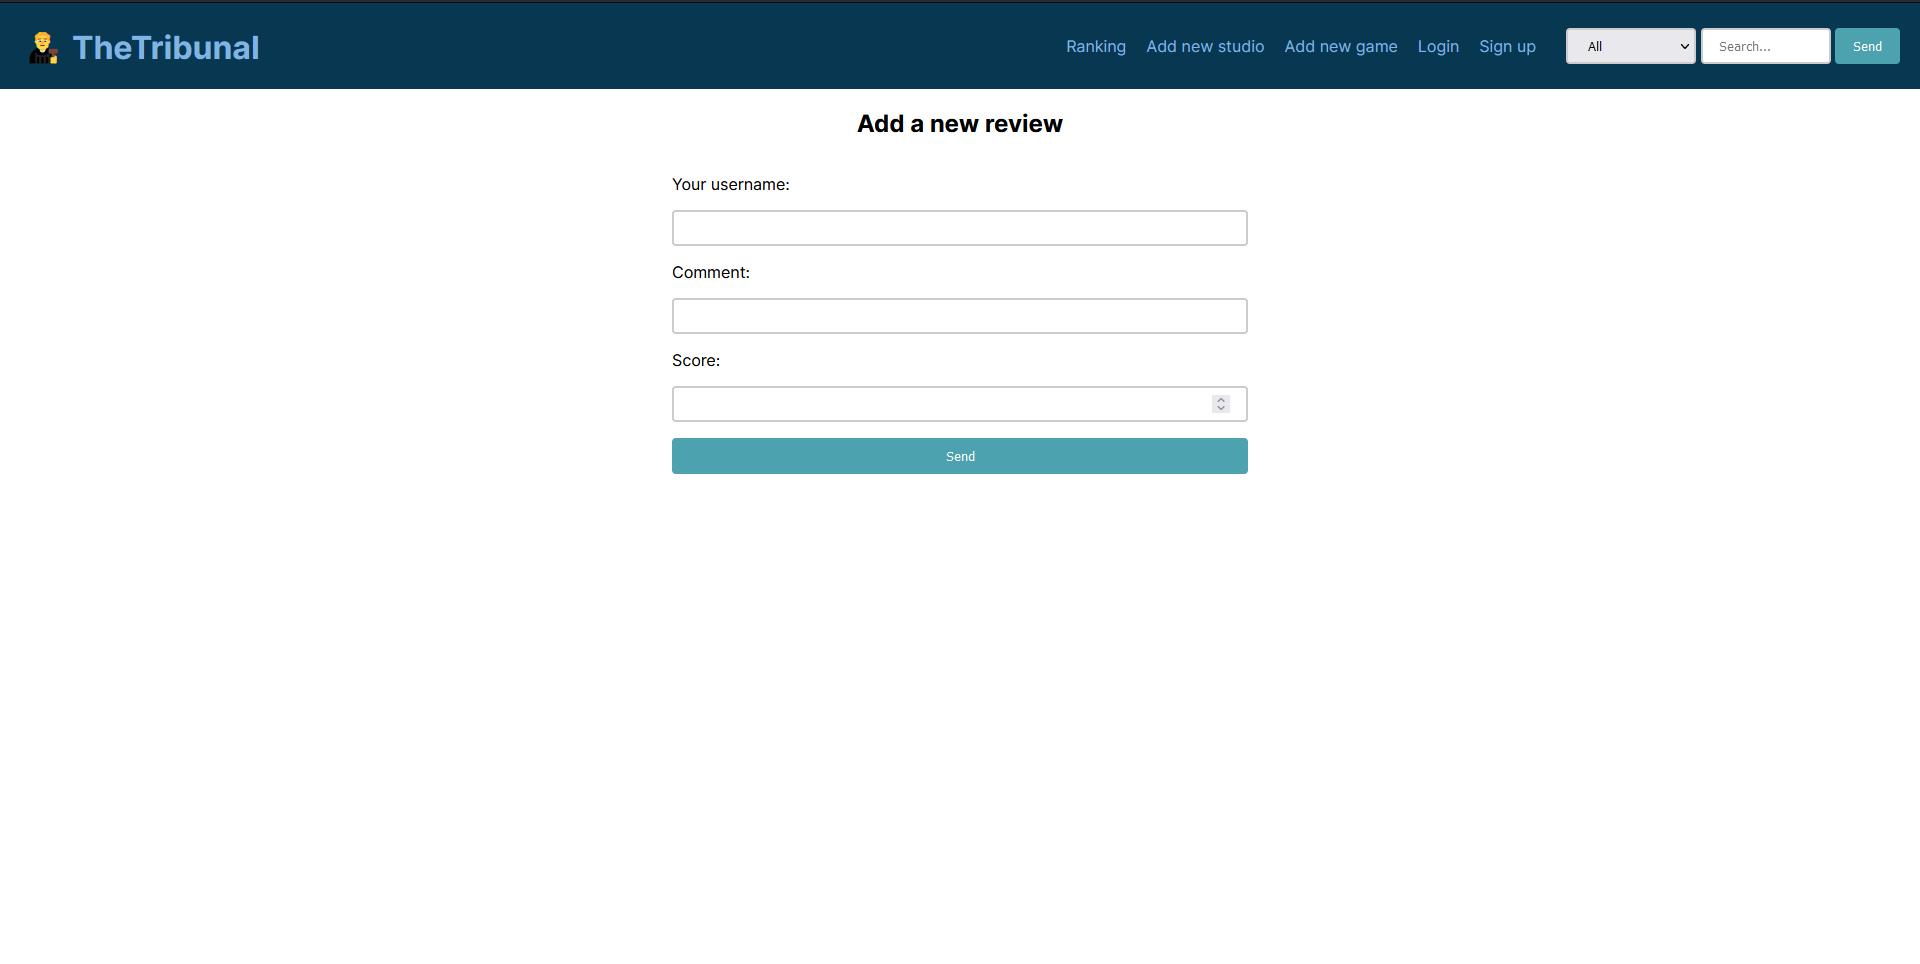 TheTribunal
Ranking Add new studio Add new game Login Sign up All Search... Send
Add a new review
Your username:
Comment:
Score:
Send